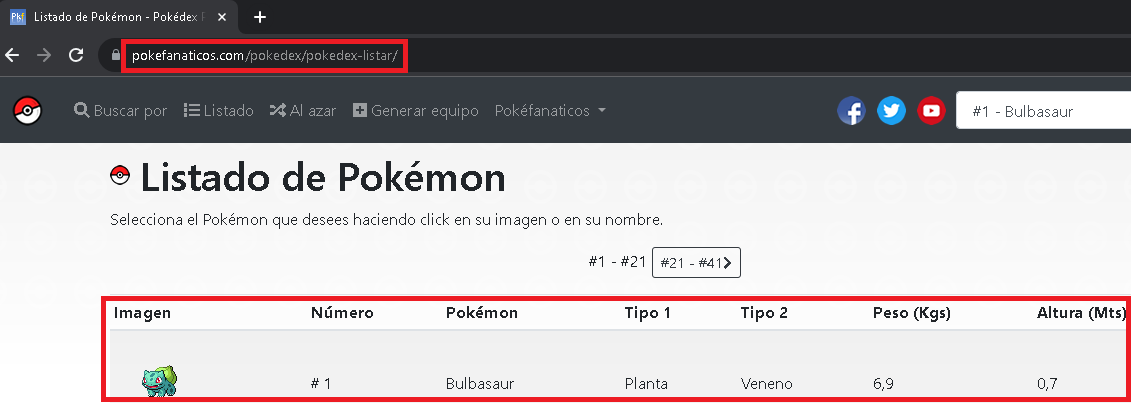 Pkf Listado de Pokémon - Pokédex
pokefanaticos.com/pokedex/pokedex-listar/
Buscar por Listado Al azar Generar equipo Pokéfanaticos #1 - Bulbasaur
Listado de Pokémon
Selecciona el Pokémon que desees haciendo click en su imagen o en su nombre.
#1 - #21 #21 - #41
Imagen Número Pokémon Tipo 1 Tipo 2 Peso (Kgs) Altura (Mts)
# 1 Bulbasaur Planta Veneno 6,9 0,7